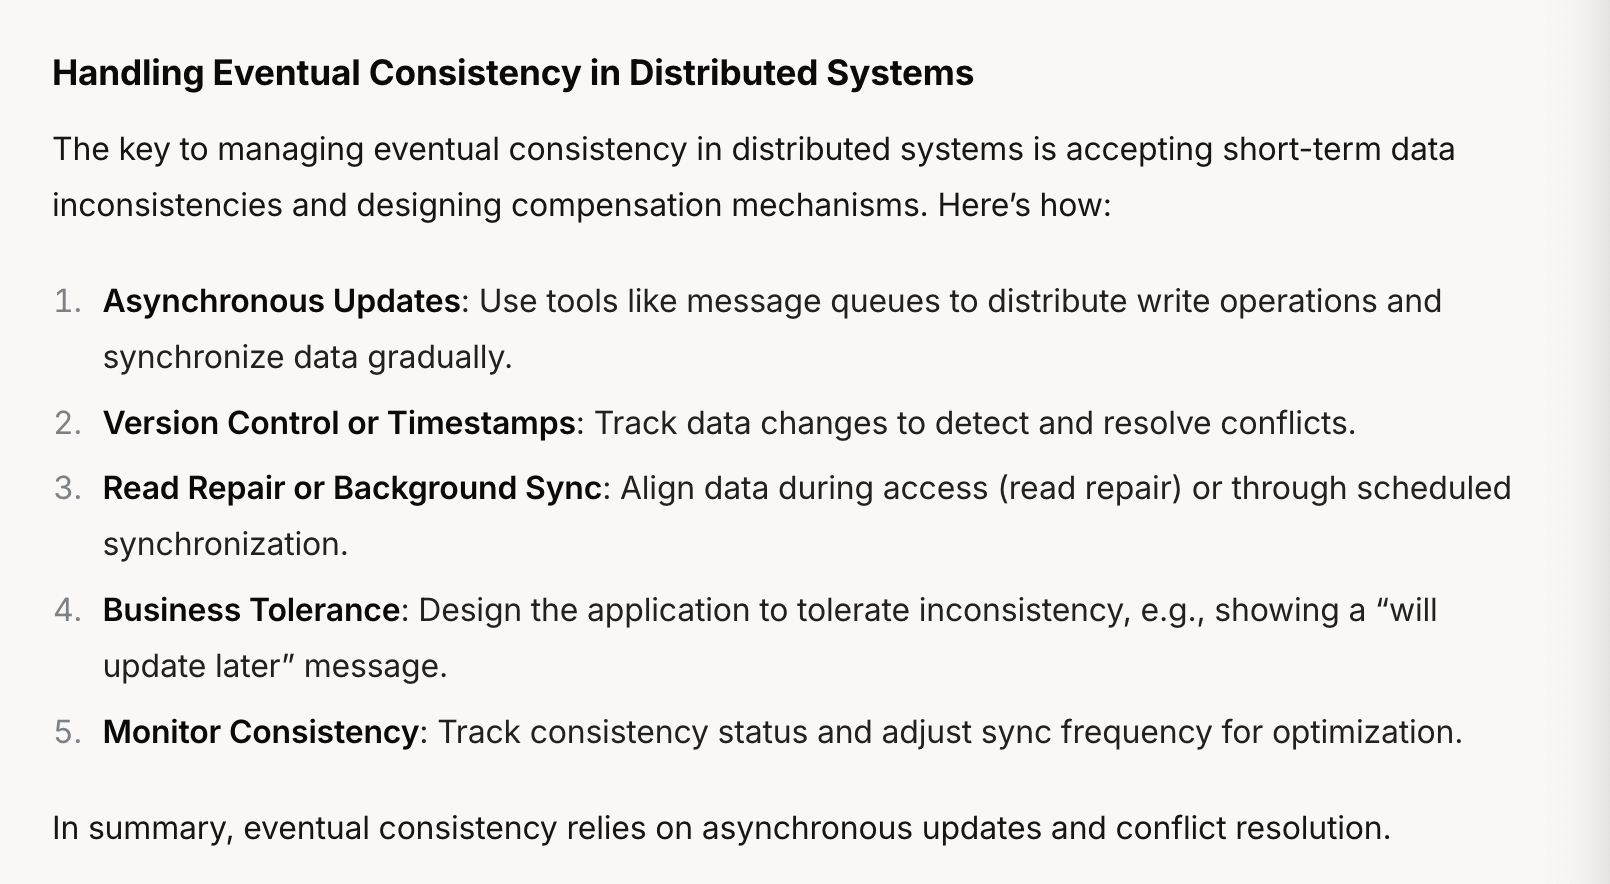 Handling Eventual Consistency in Distributed Systems
The key to managing eventual consistency in distributed systems is accepting short-term data
inconsistencies and designing compensation mechanisms. Here’s how:
1. Asynchronous Updates: Use tools like message queues to distribute write operations and
synchronize data gradually.
2. Version Control or Timestamps: Track data changes to detect and resolve conflicts.
3. Read Repair or Background Sync: Align data during access (read repair) or through scheduled
synchronization.
4. Business Tolerance: Design the application to tolerate inconsistency, e.g., showing a “will
update later” message.
5. Monitor Consistency: Track consistency status and adjust sync frequency for optimization.
In summary, eventual consistency relies on asynchronous updates and conflict resolution.